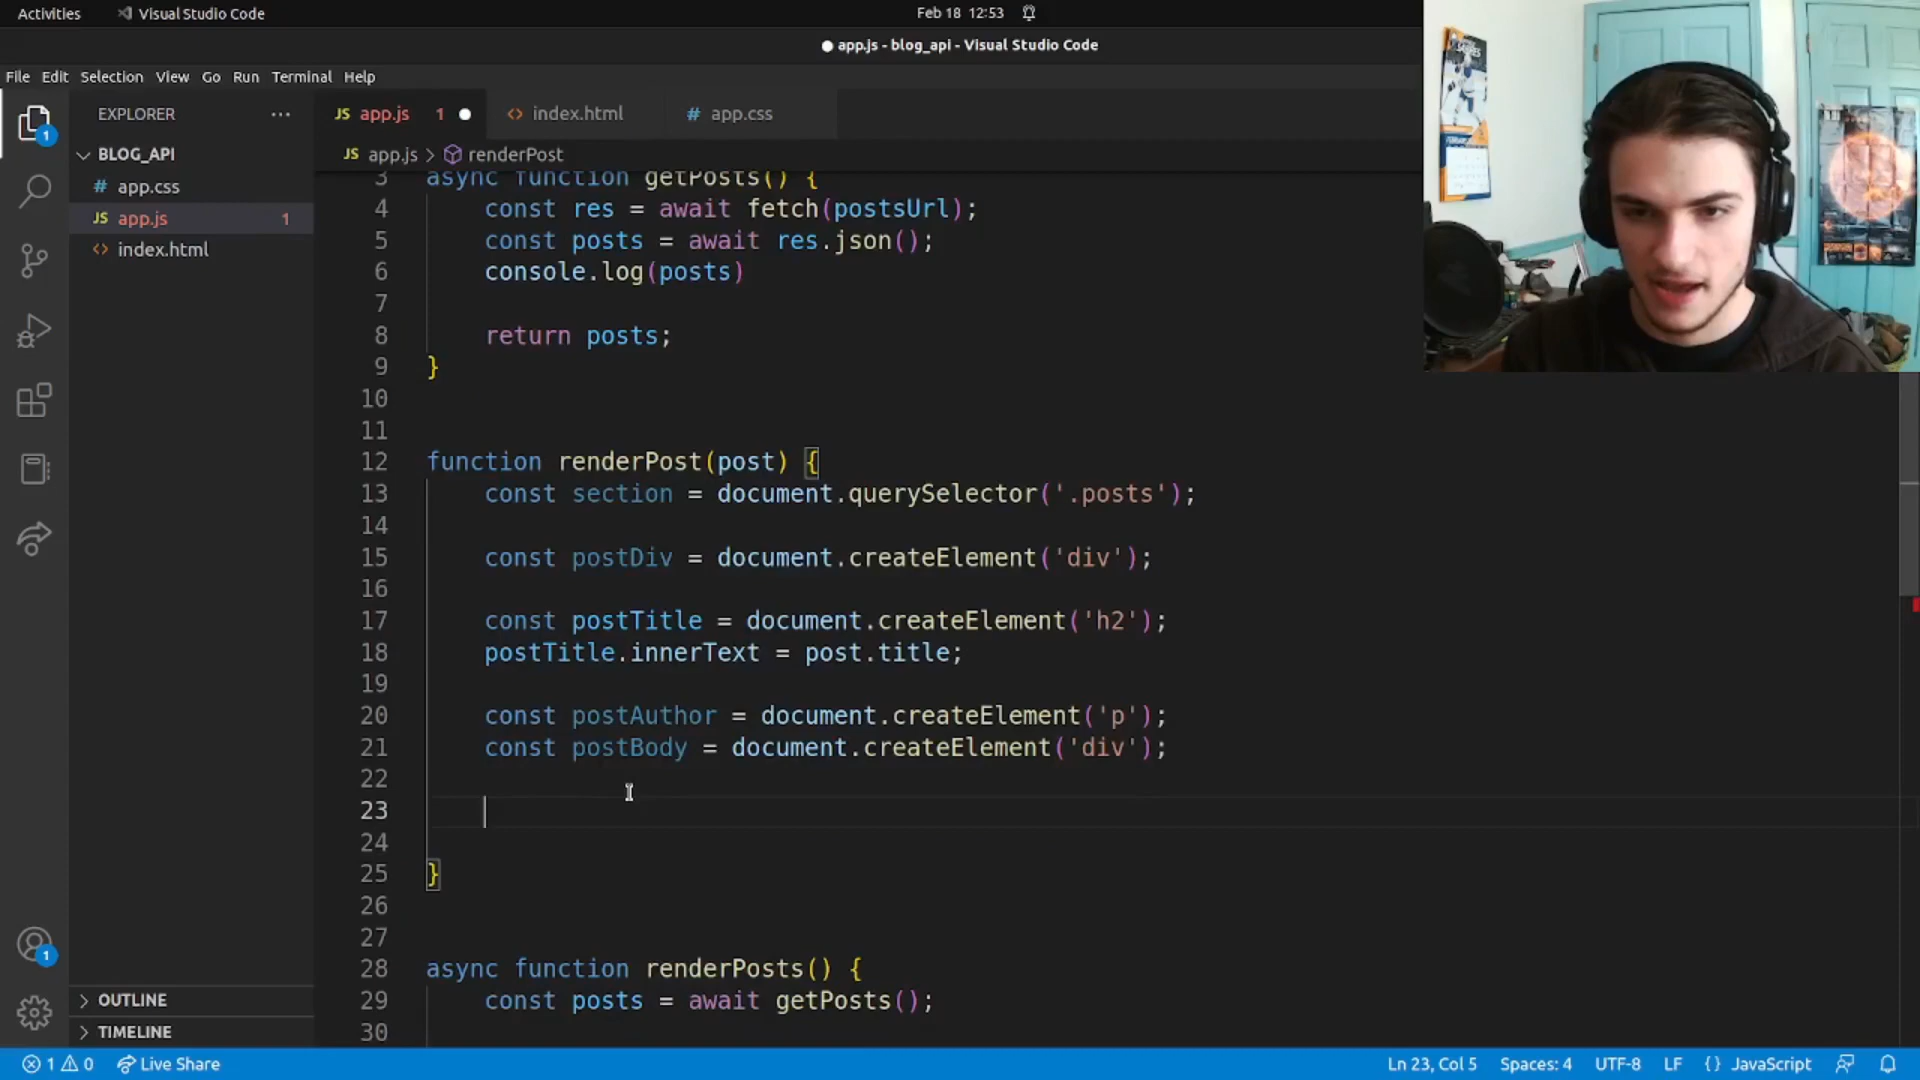 Activities Visual Studio Code Feb 18 12:53
app.js - blog_api - Visual Studio Code
File Edit Selection View Go Run Terminal Help
EXPLORER ··· JS app.js 1 <> index.html # app.css
BLOG_API JS app.js > renderPost
# app.css
JS app.js 1
<> index.html
3 async function getPosts() {
4 const res = await fetch(postsUrl);
5 const posts = await res.json();
6 console.log(posts)
7
8 return posts;
9 }
10
11
12 function renderPost(post) {
13 const section = document.querySelector('.posts');
14
15 const postDiv = document.createElement('div');
16
17 const postTitle = document.createElement('h2');
18 postTitle.innerText = post.title;
19
20 const postAuthor = document.createElement('p');
21 const postBody = document.createElement('div');
22
23
24
25 }
26
27
28 async function renderPosts() {
29 const posts = await getPosts();
30
1
1
OUTLINE
TIMELINE
1 0 Live Share Ln 23, Col 5 Spaces: 4 UTF-8 LF {} JavaScript